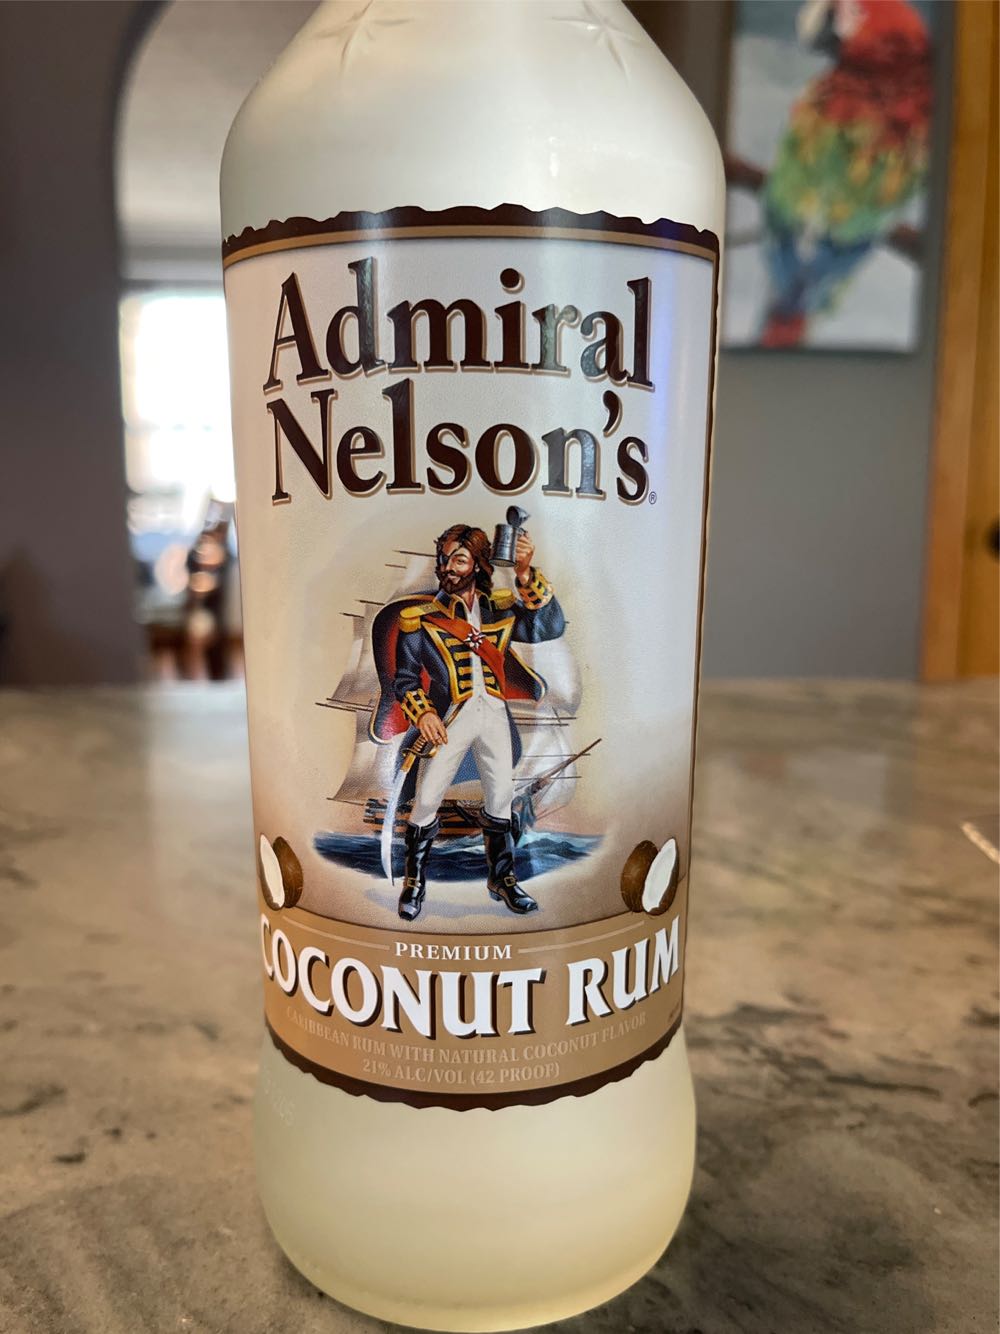 Admiral
Nelson's®
PREMIUM
COCONUT RUM
CARIBBEAN RUM WITH NATURAL COCONUT FLAVOR
21% ALC/VOL (42 PROOF)